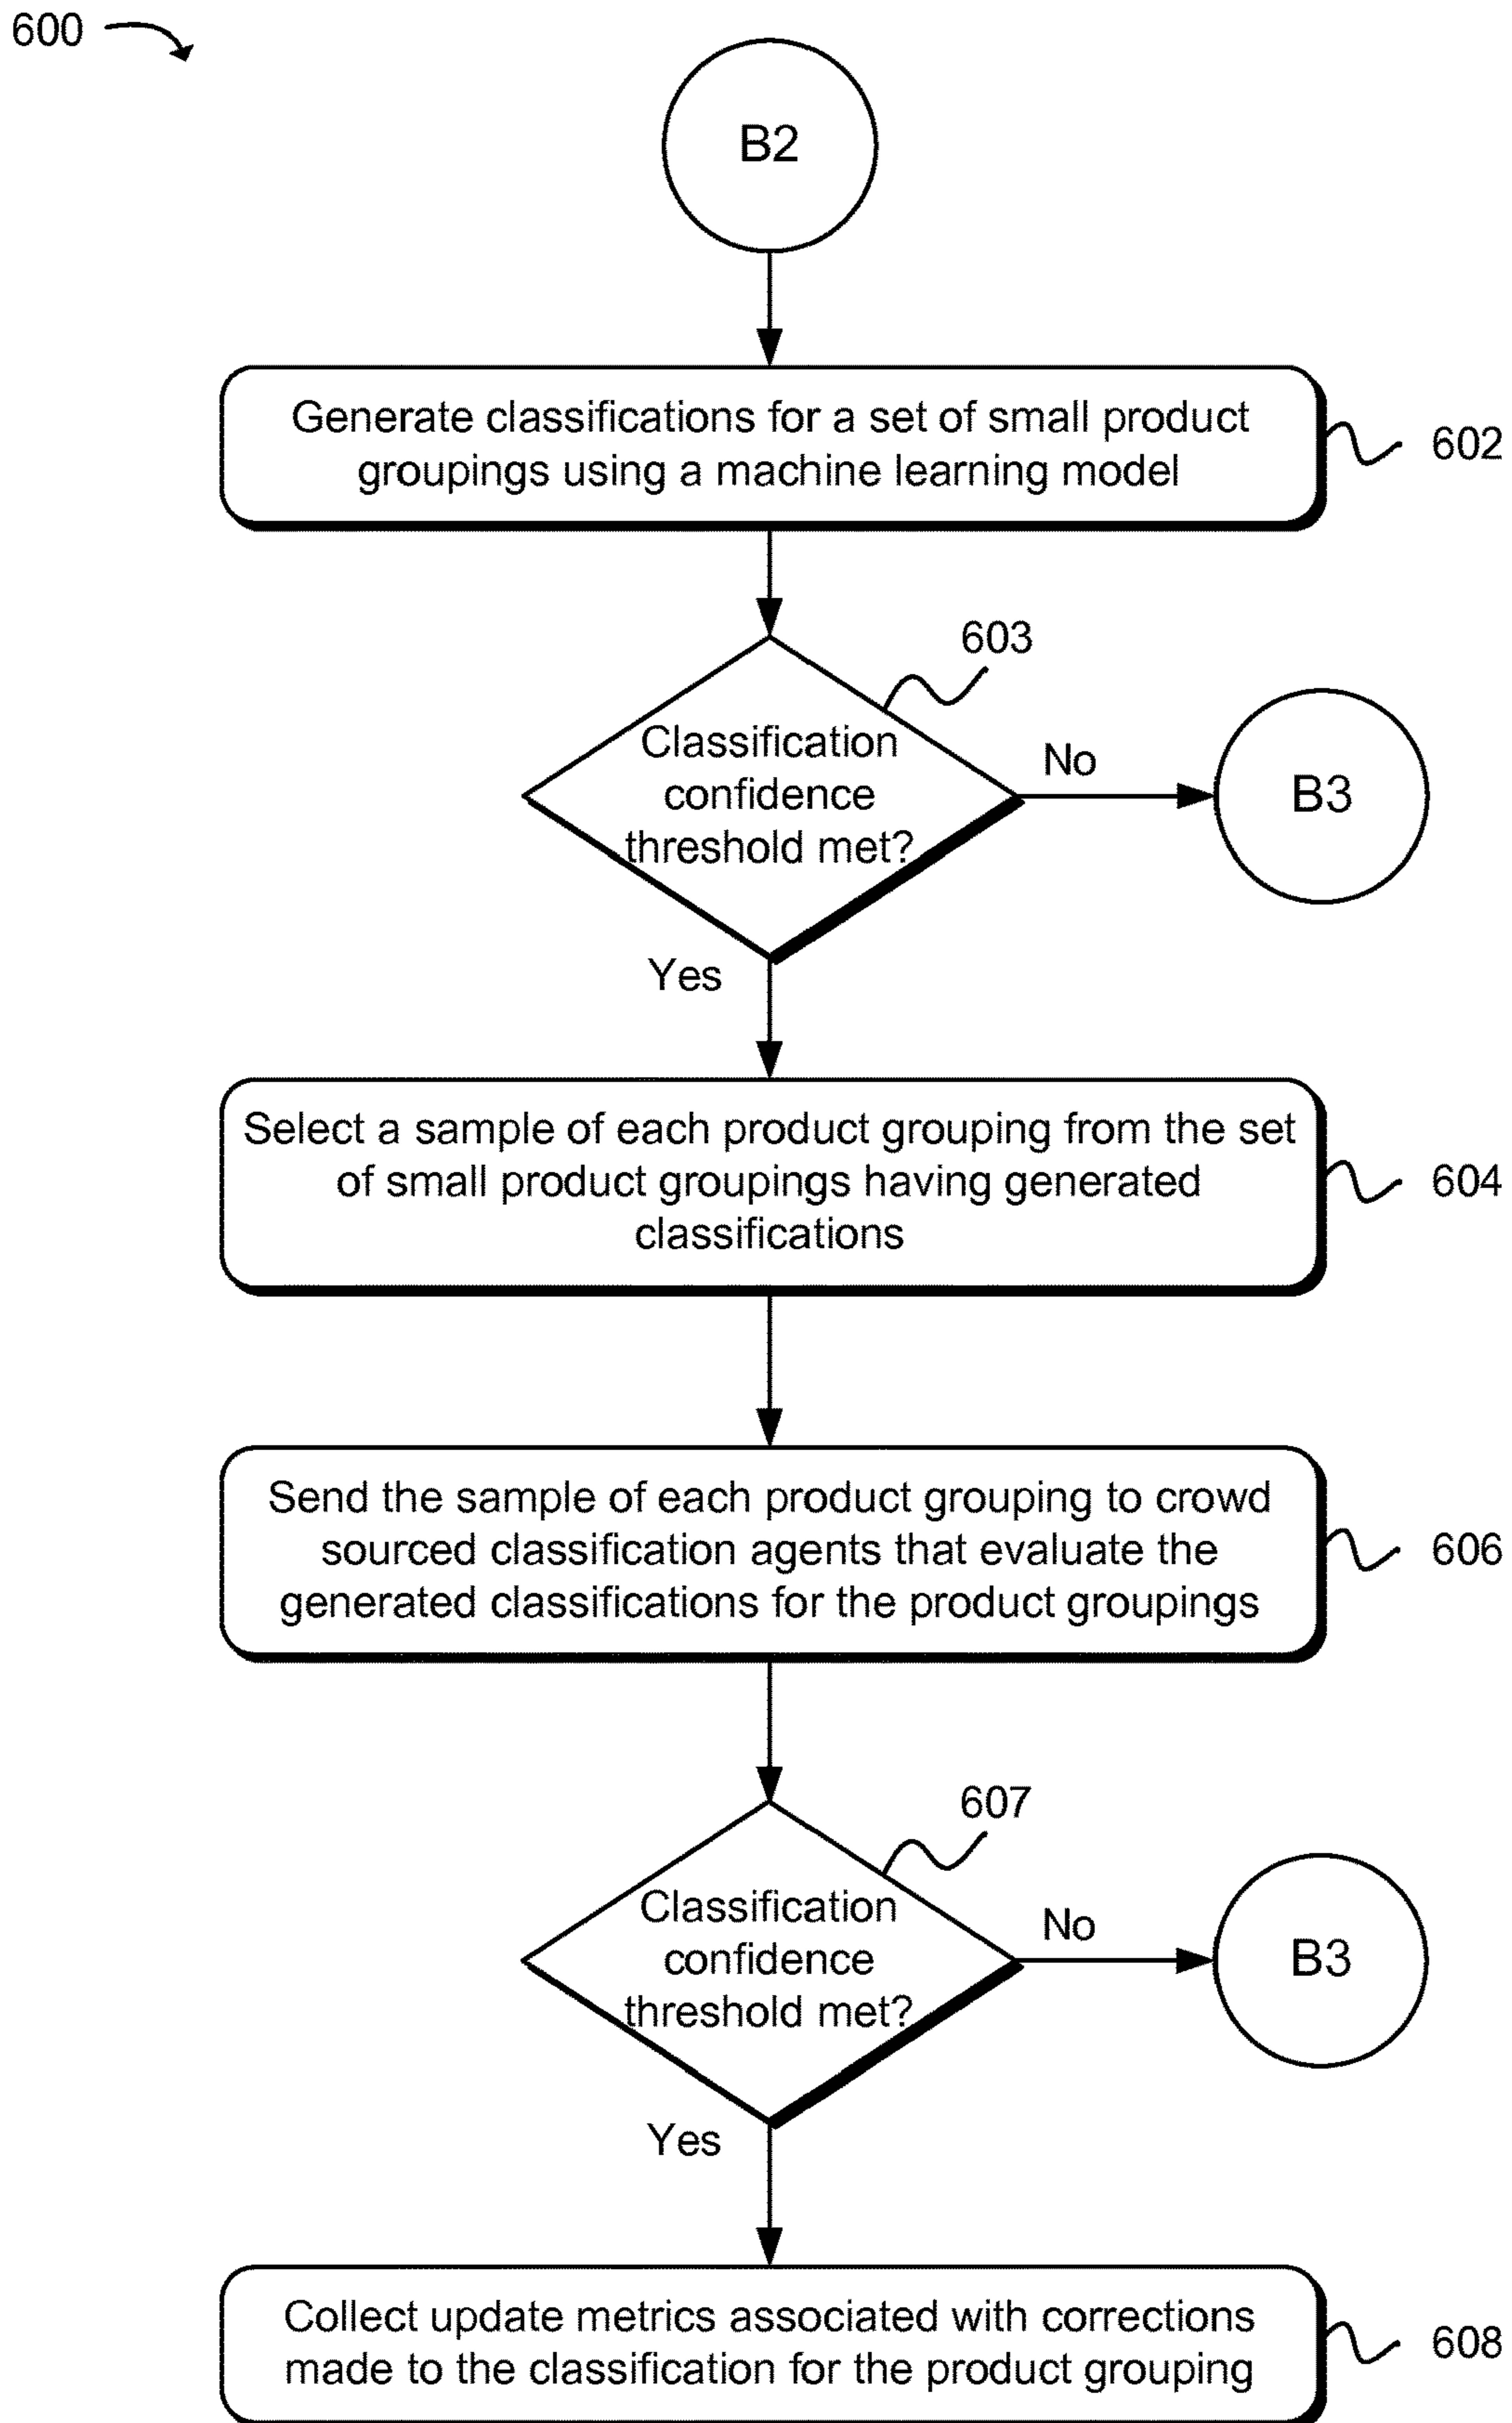 600
B2
Generate classifications for a set of small product
groupings using a machine learning model
602
603
Classification
confidence
threshold met?
No
B3
Yes
Select a sample of each product grouping from the set
of small product groupings having generated
classifications
604
Send the sample of each product grouping to crowd
sourced classification agents that evaluate the
generated classifications for the product groupings
606
607
Classification
confidence
threshold met?
No
B3
Yes
Collect update metrics associated with corrections
made to the classification for the product grouping
608